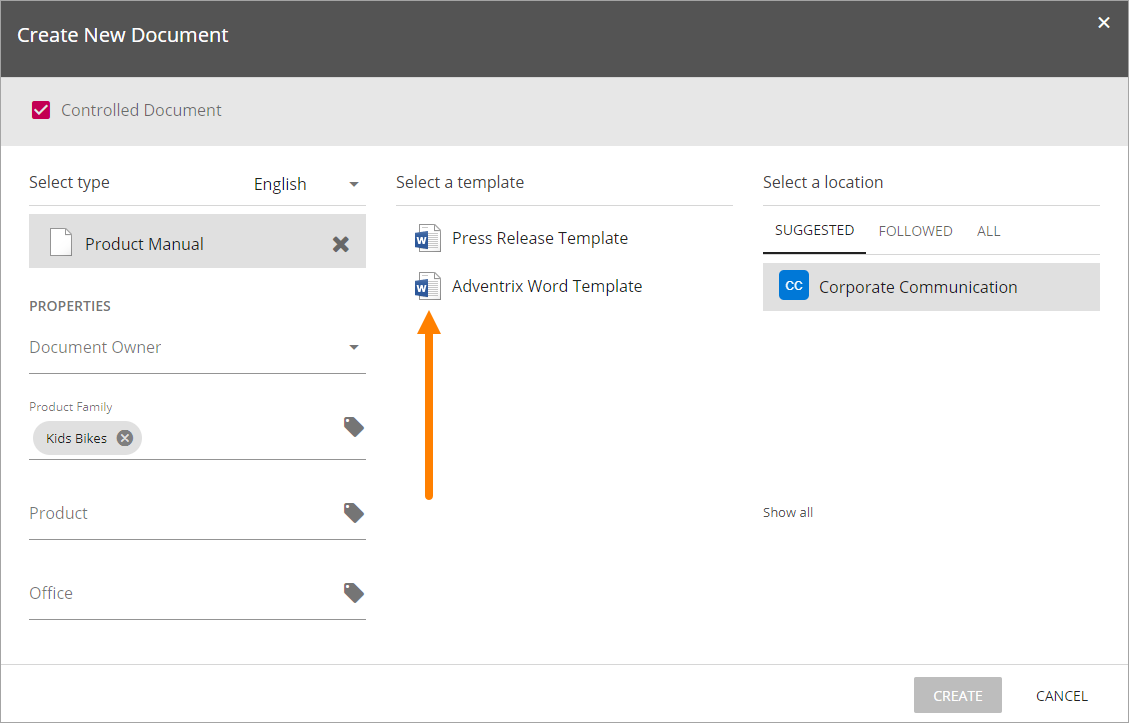 Create New Document
Controlled Document
Select type
English
Product Manual
PROPERTIES
Document Owner
Product Family
Kids Bikes
Product
Office
Select a template
W Press Release Template
W Adventrix Word Template
Select a location
SUGGESTED FOLLOWED ALL
CC Corporate Communication
Show all
CREATE CANCEL